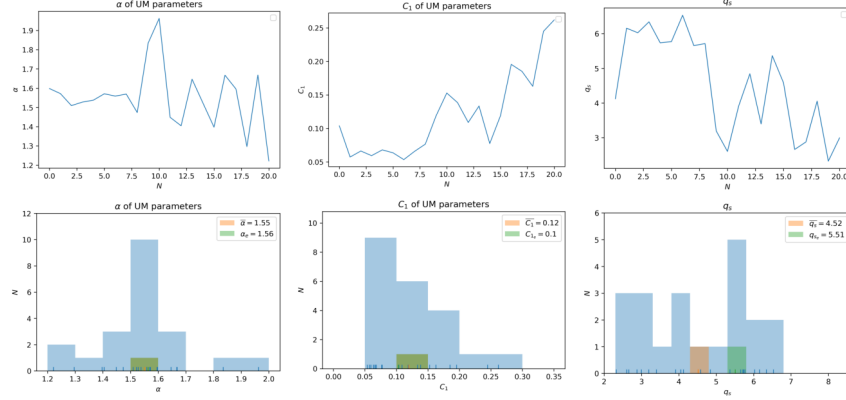 α of UM parameters
C₁ of UM parameters
qₛ
1.9
1.8
1.7
1.6
1.5
1.4
1.3
1.2
α
0.0 2.5 5.0 7.5 10.0 12.5 15.0 17.5 20.0
N
0.25
0.20
0.15
0.10
0.05
C₁
0.0 2.5 5.0 7.5 10.0 12.5 15.0 17.5 20.0
N
6
5
4
3
qₛ
0.0 2.5 5.0 7.5 10.0 12.5 15.0 17.5 20.0
N
α of UM parameters
C₁ of UM parameters
qₛ
12
10
8
6
4
2
0
N
ᾱ = 1.55
αₑ = 1.56
1.2 1.3 1.4 1.5 1.6 1.7 1.8 1.9 2.0
α
10
8
6
4
2
0
N
C̅₁ = 0.12
C₁ₑ = 0.1
0.00 0.05 0.10 0.15 0.20 0.25 0.30 0.35
C₁
6
5
4
3
2
1
0
N
q̅ₛ = 4.52
qₛₑ = 5.51
2 3 4 5 6 7 8
qₛ